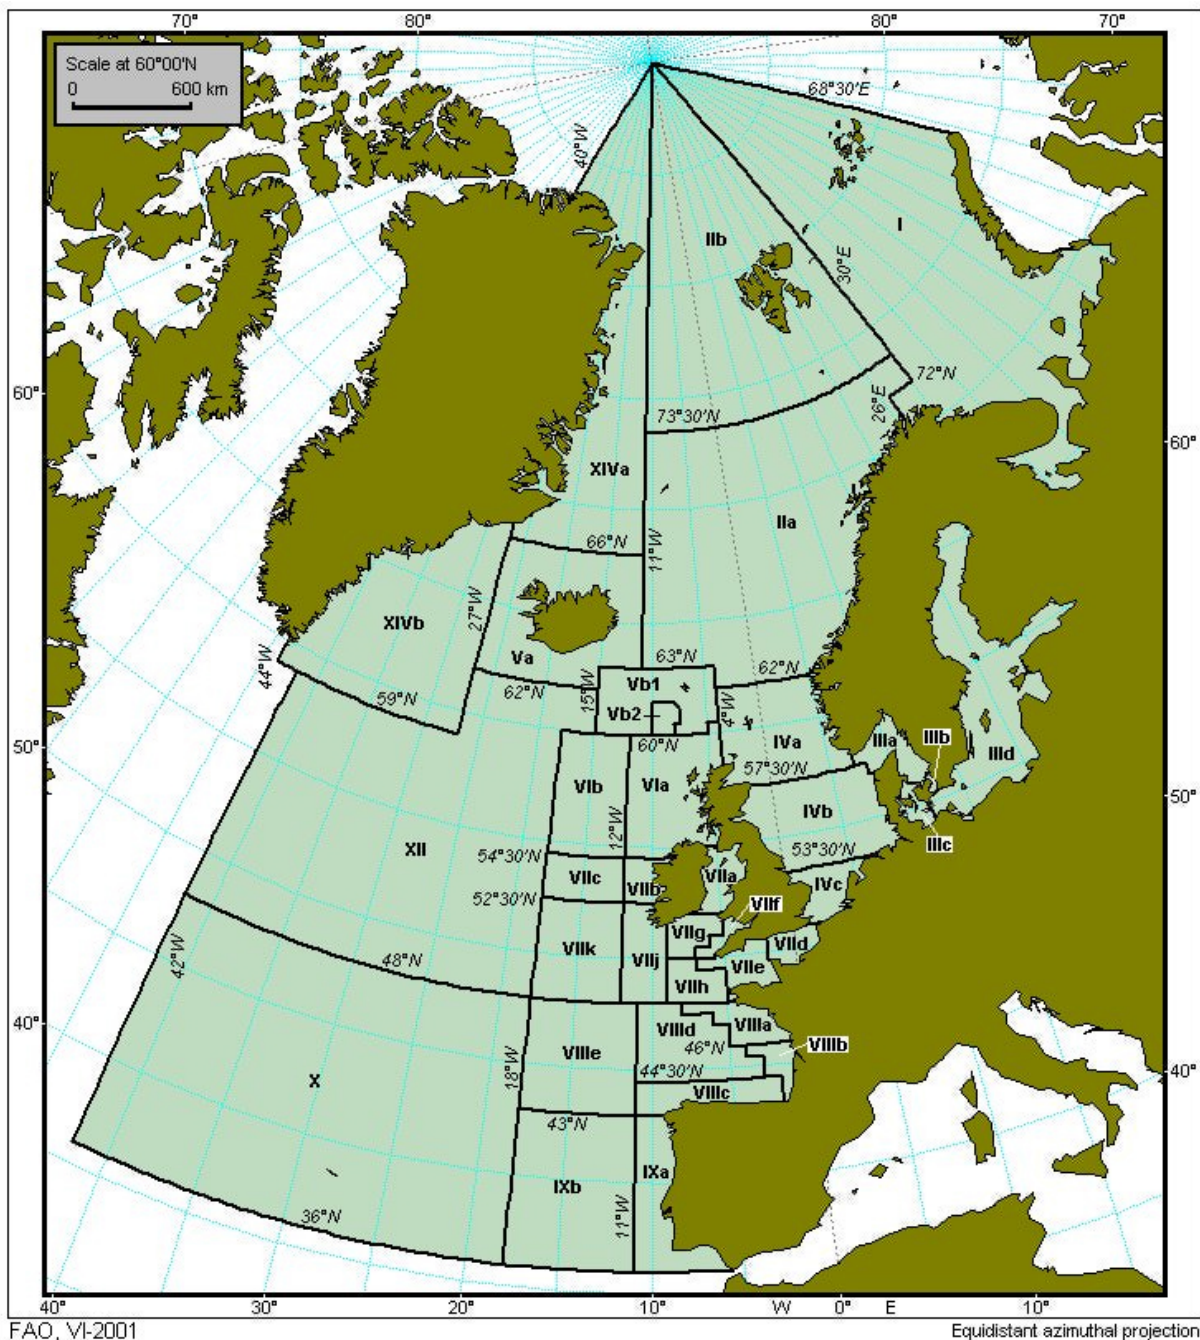 70°
80°
80°
70°
Scale at 60°00'N
0 600 km
68°30'E
40°W
I
IIb
30°E
60°
72°N
26°E
73°30'N
60°
XIVa
IIa
66°N
11°W
27°W
XIVb
Va
63°N
62°N
44°W
Vb1
15°W
62°N
59°N
4°W
Vb2
IIIa
IIIb
50°
60°N
IVa
IIId
57°30'N
VIb
VIa
50°
IVb
12°W
IIIc
XII
54°30'N
53°30'N
VIIc
VIIa
VIIb
IVc
52°30'N
VIIf
VIIg
VIId
VIIk
VIIj
VIIe
42°W
48°N
VIIh
40°
VIIId
VIIIa
VIIIb
VIIIe
46°N
18°W
44°30'N
40°
X
VIIIc
43°N
IXa
IXb
36°N
11°W
40°
30°
20°
10°
W
0°
E
10°
FAO, VI-2001
Equidistant azimuthal projection